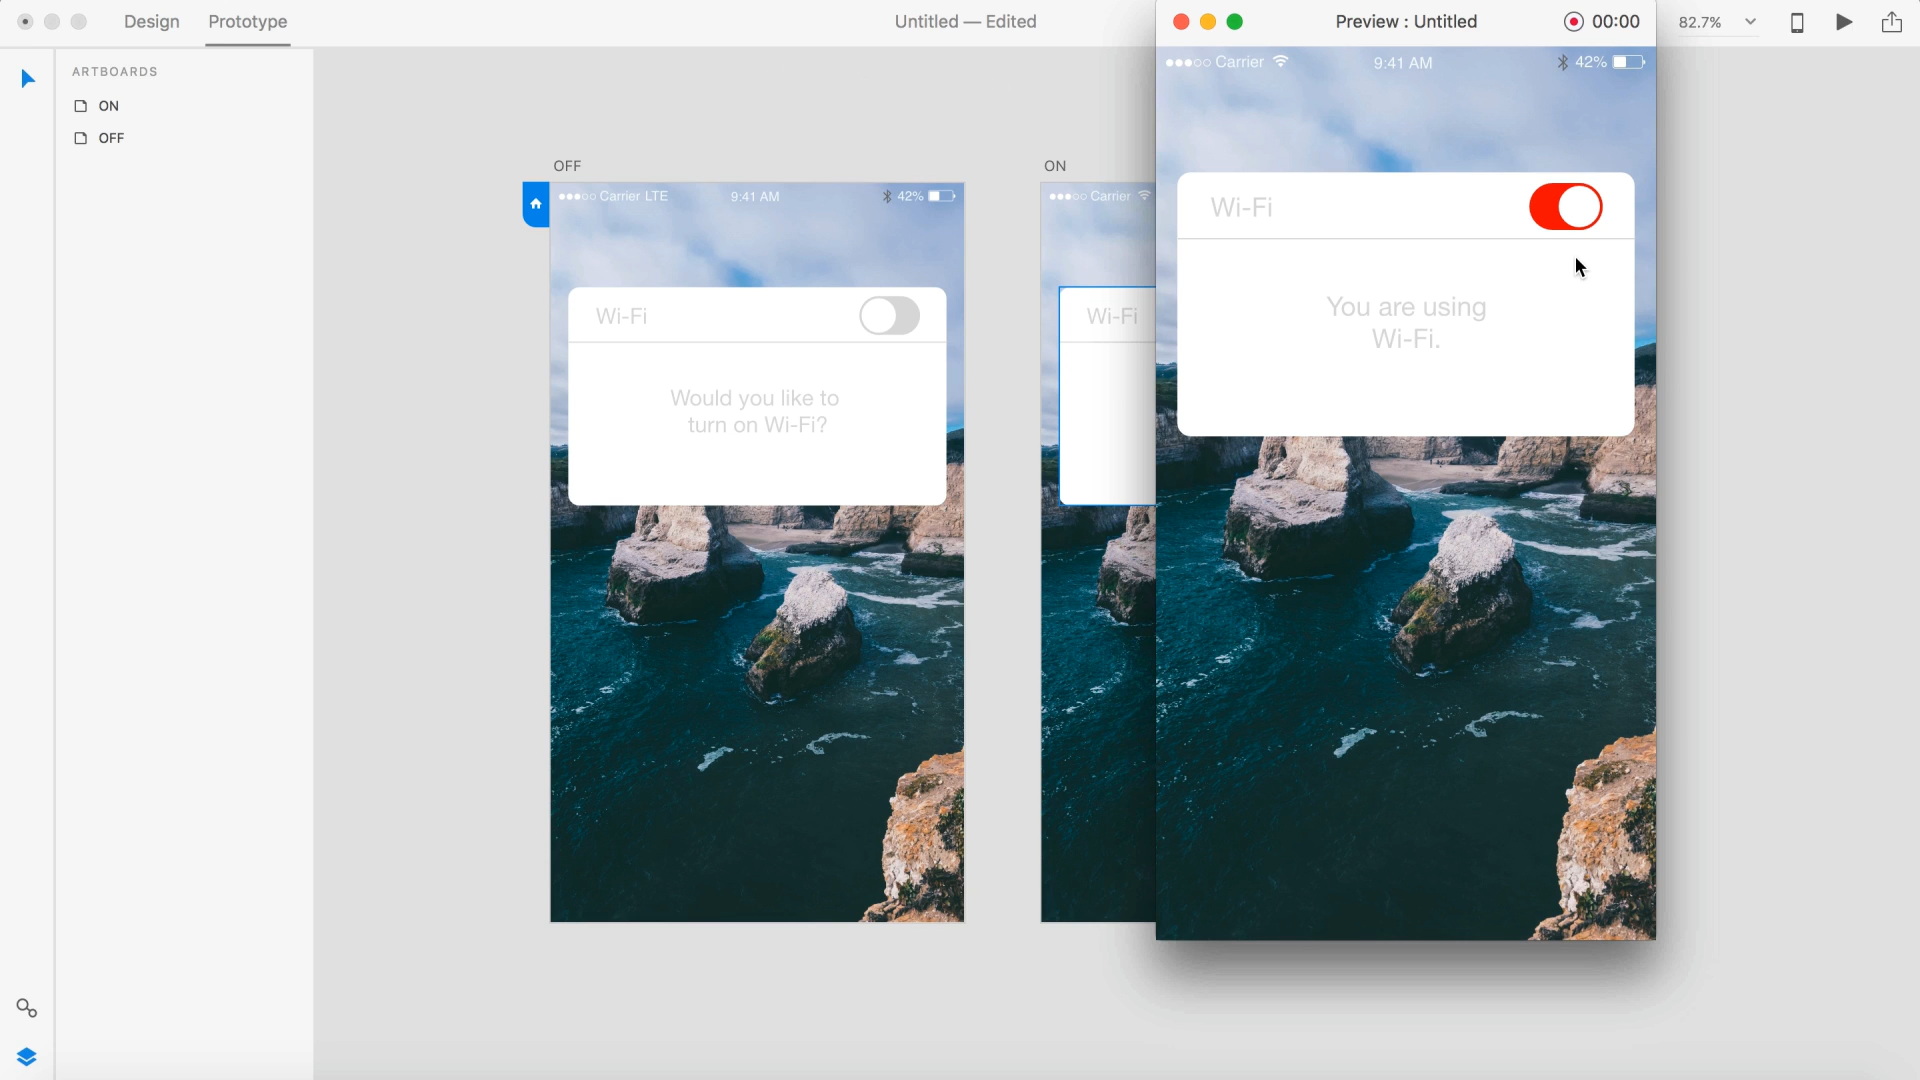 Design Prototype
Untitled — Edited
Preview : Untitled 00:00
82.7%
ARTBOARDS
ON
OFF
OFF
Carrier LTE 9:41 AM 42%
Wi-Fi
Would you like to
turn on Wi-Fi?
ON
Carrier
Wi-Fi
Carrier 9:41 AM 42%
Wi-Fi
You are using
Wi-Fi.